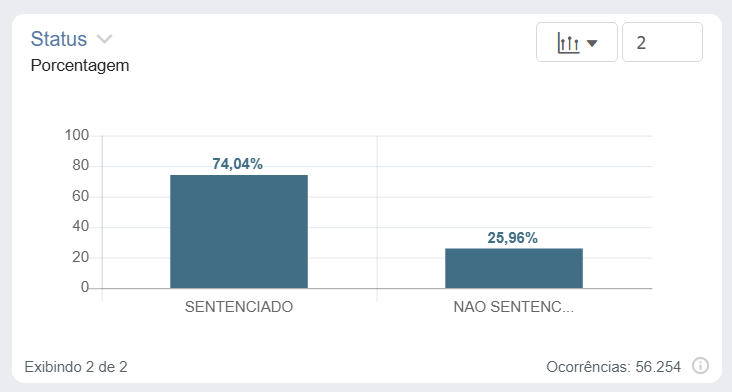 Status
2
Porcentagem
100
80
60
40
20
0
74,04%
25,96%
SENTENCIADO
NAO SENTENC...
Exibindo 2 de 2
Ocorrências: 56.254